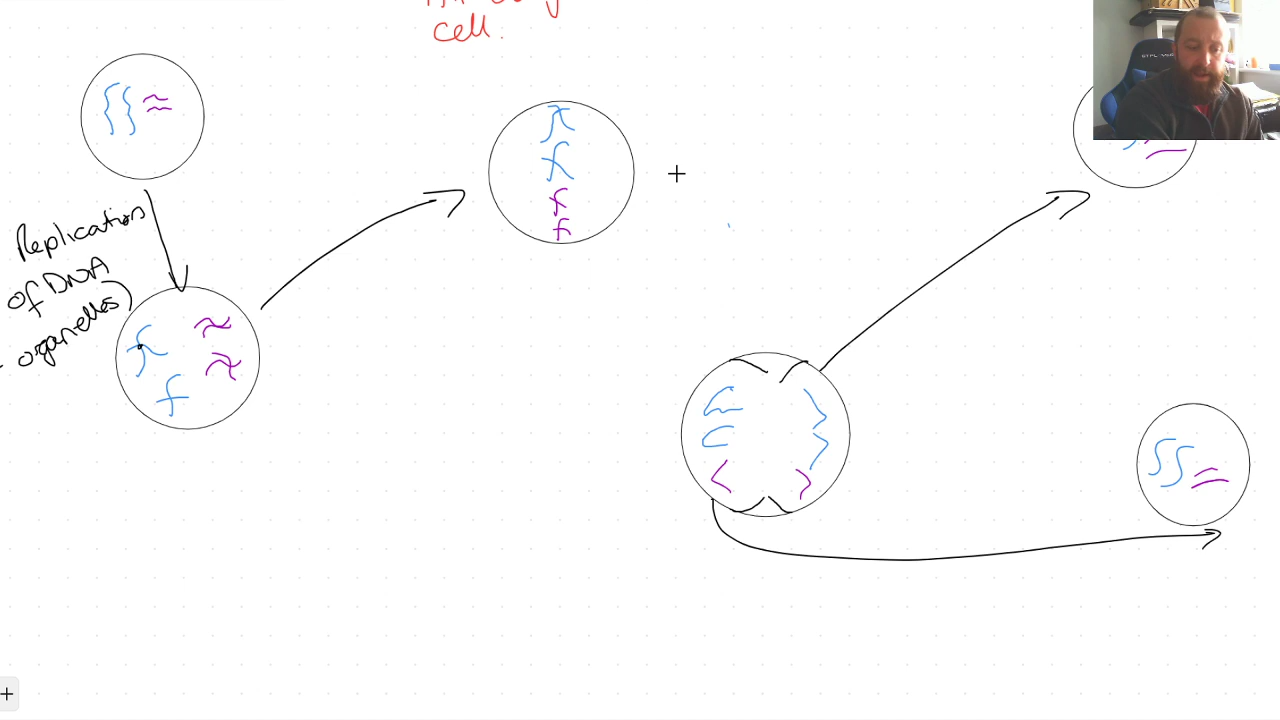 cell.
Replication
of DNA
organelles)